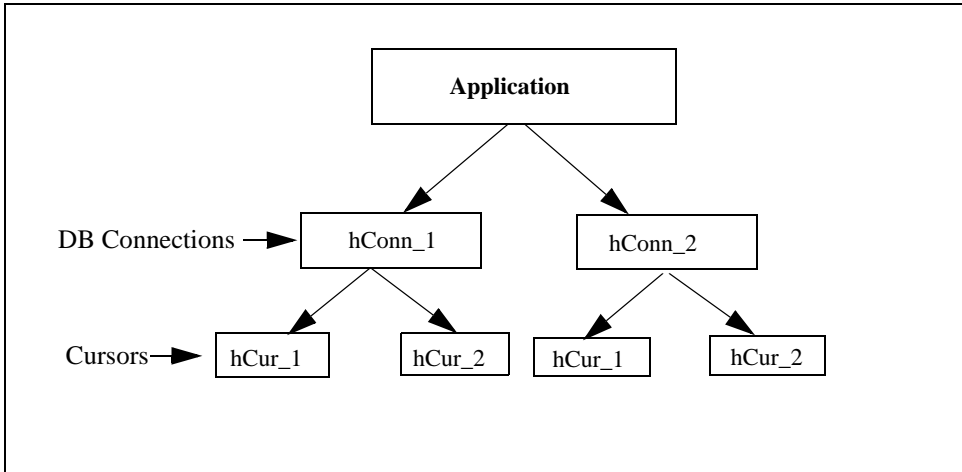 Application
DB Connections
hConn_1
hConn_2
Cursors
hCur_1
hCur_2
hCur_1
hCur_2